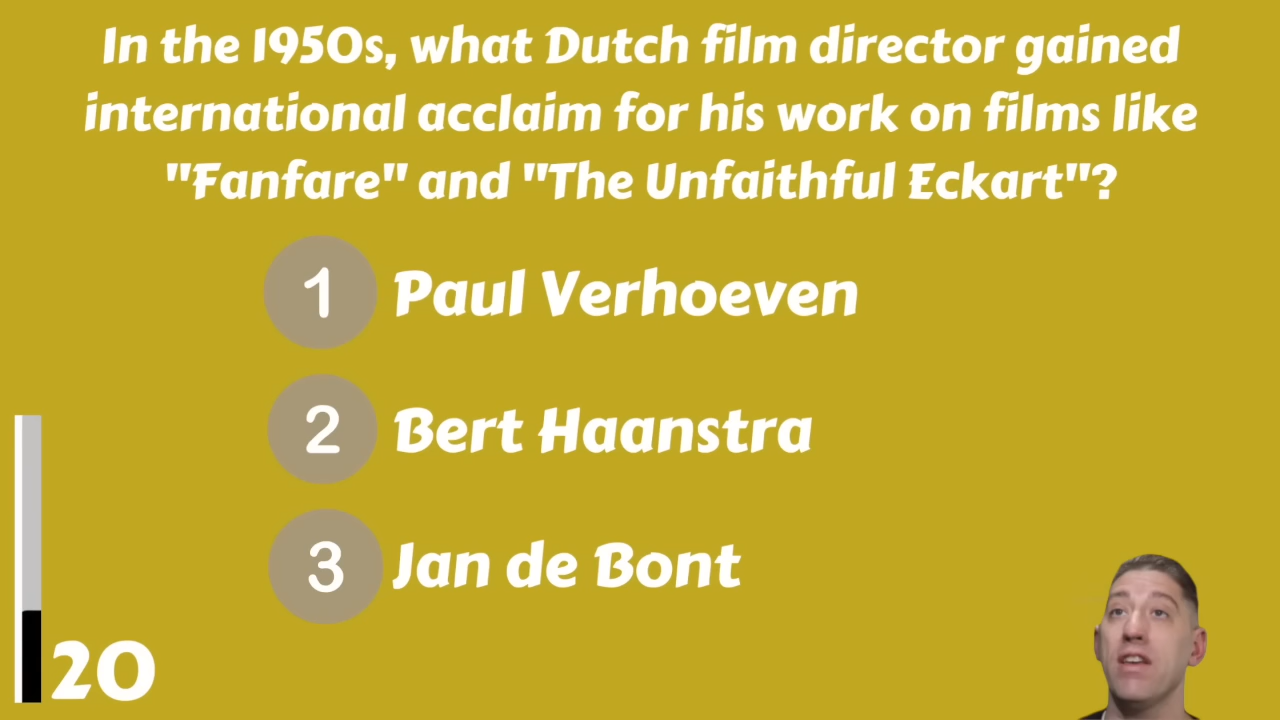 In the 1950s, what Dutch film director gained
international acclaim for his work on films like
"Fanfare" and "The Unfaithful Eckart"?
1 Paul Verhoeven
2 Bert Haanstra
3 Jan de Bont
20